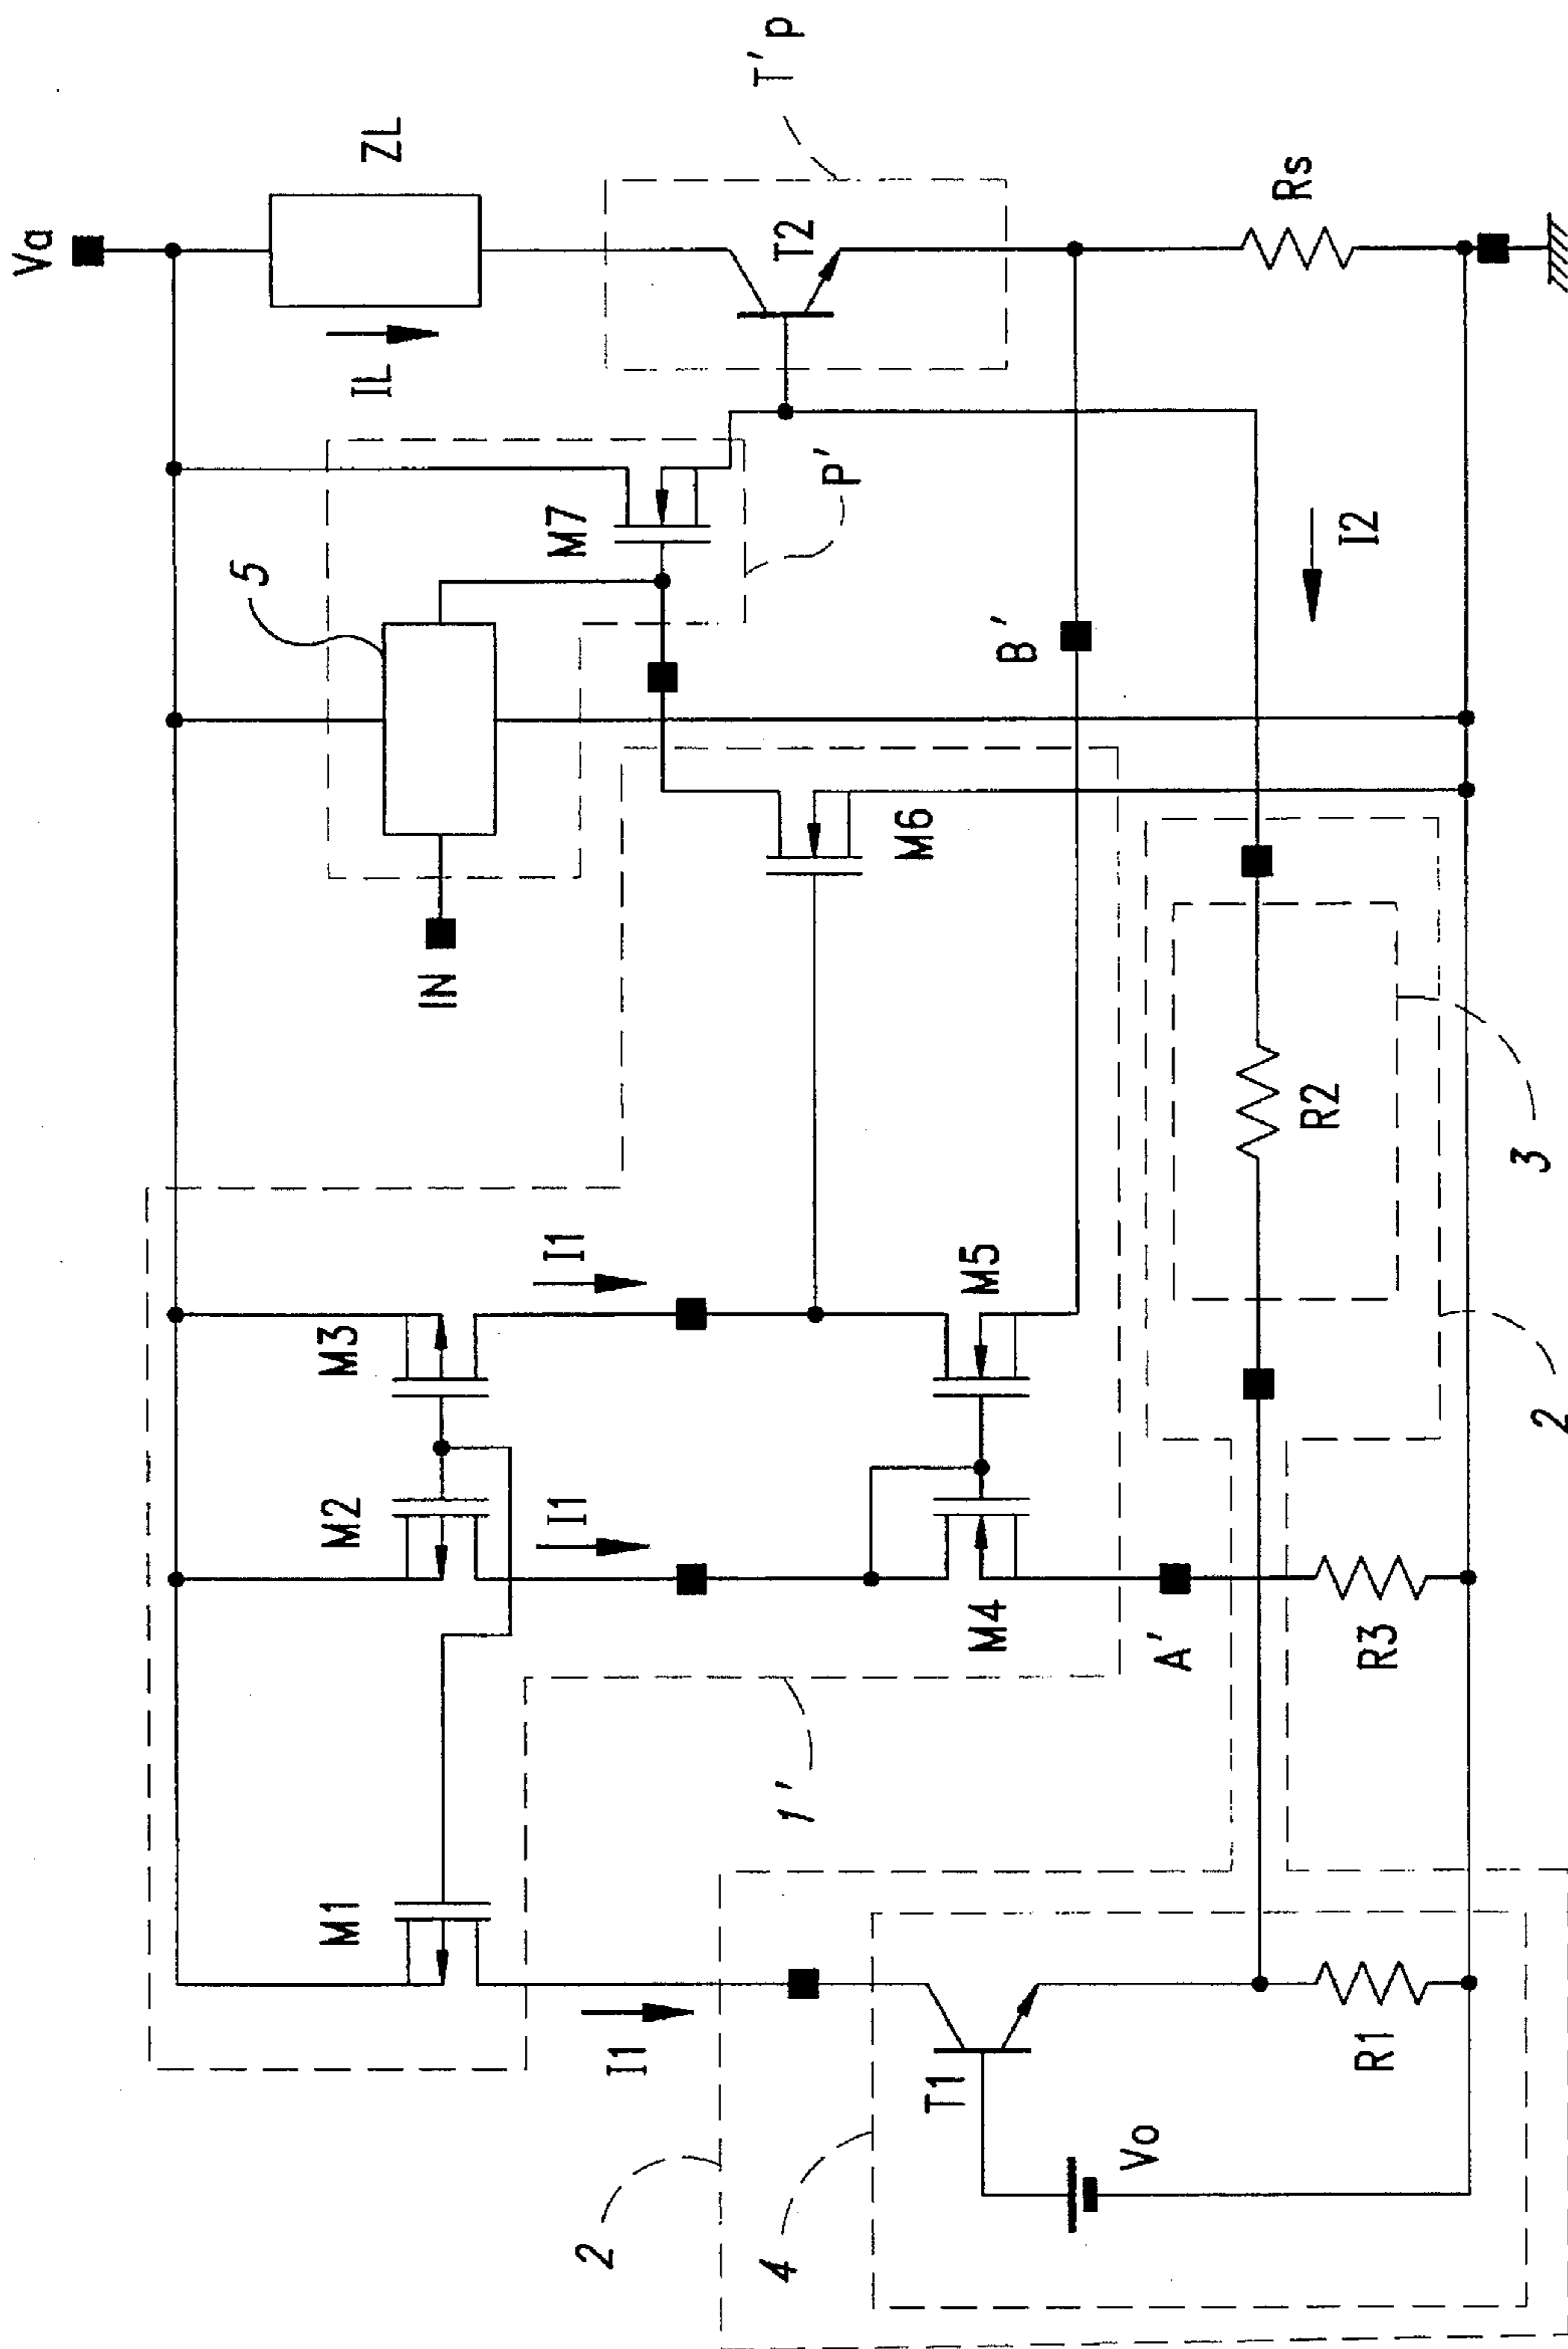 Va
ZL
IL
T'p
T2
Rs
5
M7
P'
IN
B'
I2
M6
M3
I1
M5
R2
3
2
M2
I1
M4
A'
R3
1'
M1
I1
T1
R1
Vo
2
4